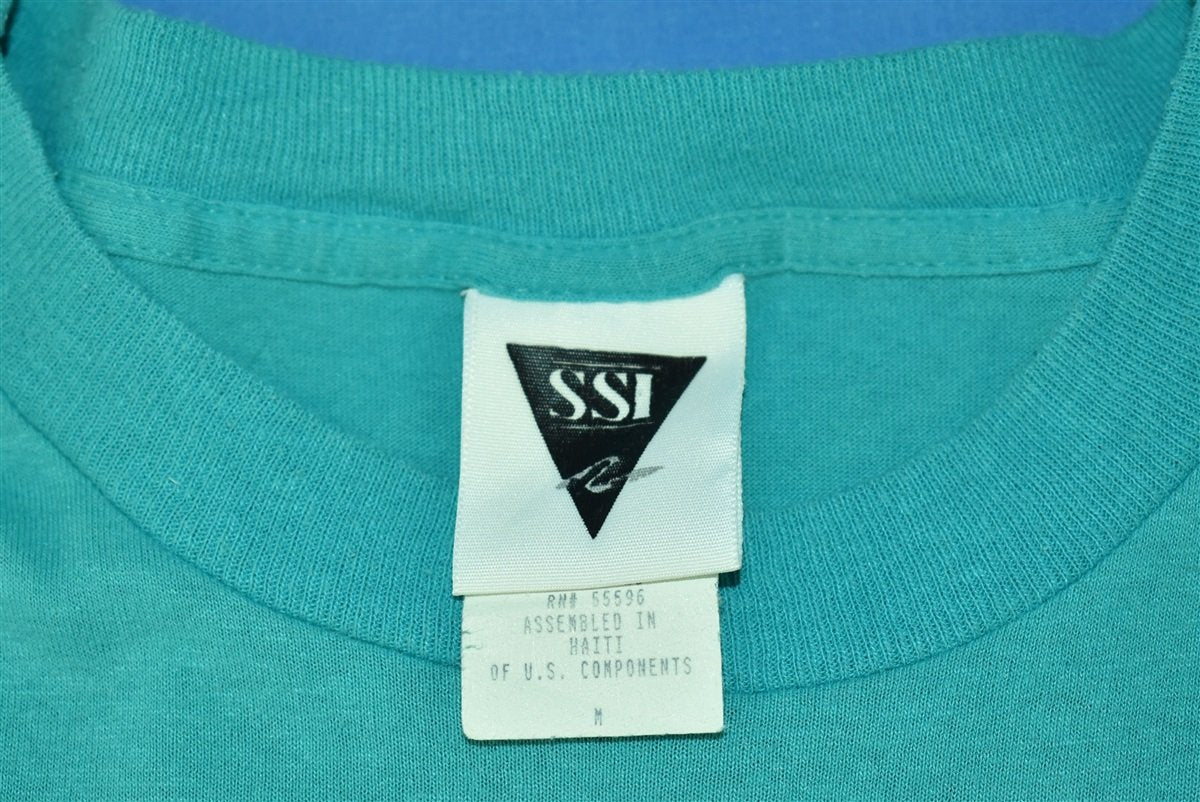 SSI
RN# 55596
ASSEMBLED IN
HAITI
OF U.S. COMPONENTS
M